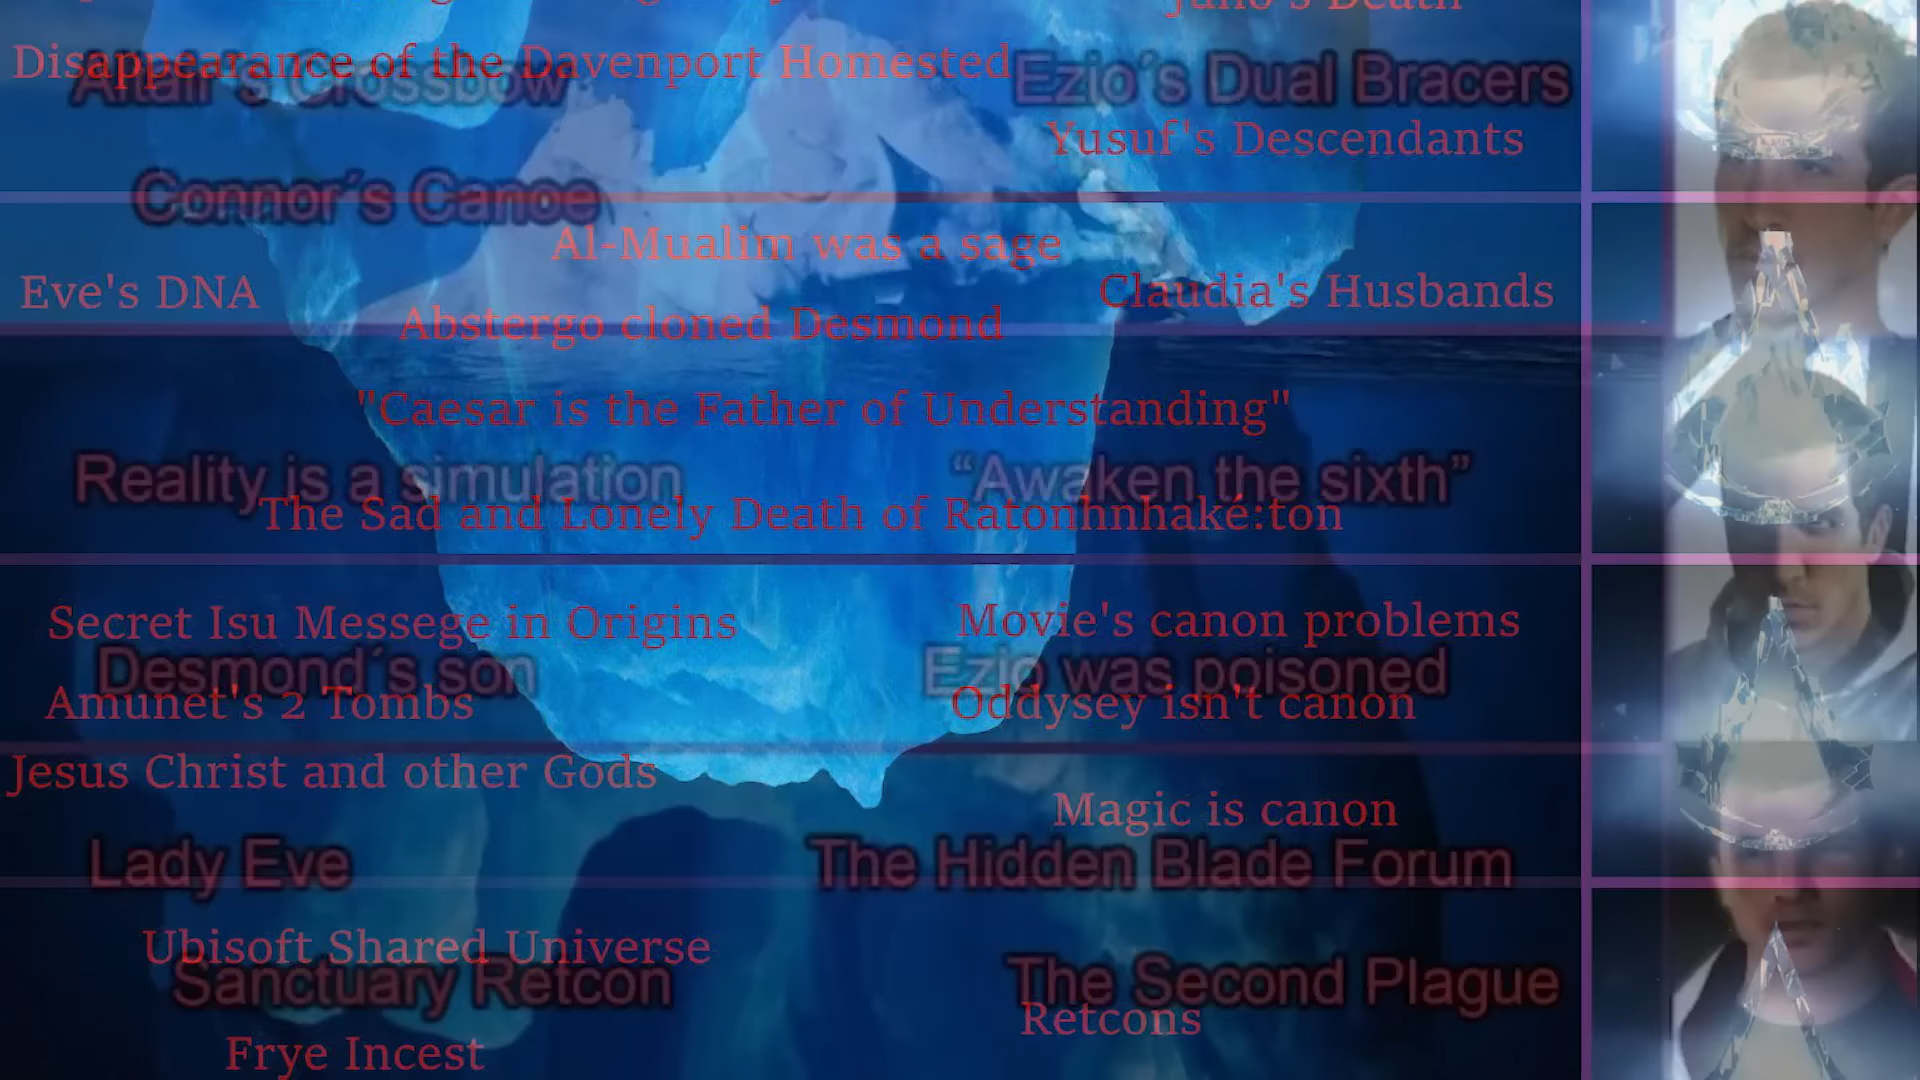 Juno's Death
Disappearance of the Davenport Homested
Altaïr´s Crossbow
Ezio´s Dual Bracers
Yusuf's Descendants
Connor´s Canoe
Al-Mualim was a sage
Eve's DNA
Claudia's Husbands
Abstergo cloned Desmond
"Caesar is the Father of Understanding"
Reality is a simulation
“Awaken the sixth”
The Sad and Lonely Death of Ratonhnhaké:ton
Secret Isu Messege in Origins
Movie's canon problems
Desmond´s son
Ezio was poisoned
Amunet's 2 Tombs
Oddysey isn't canon
Jesus Christ and other Gods
Magic is canon
Lady Eve
The Hidden Blade Forum
Ubisoft Shared Universe
Sanctuary Retcon
The Second Plague
Retcons
Frye Incest